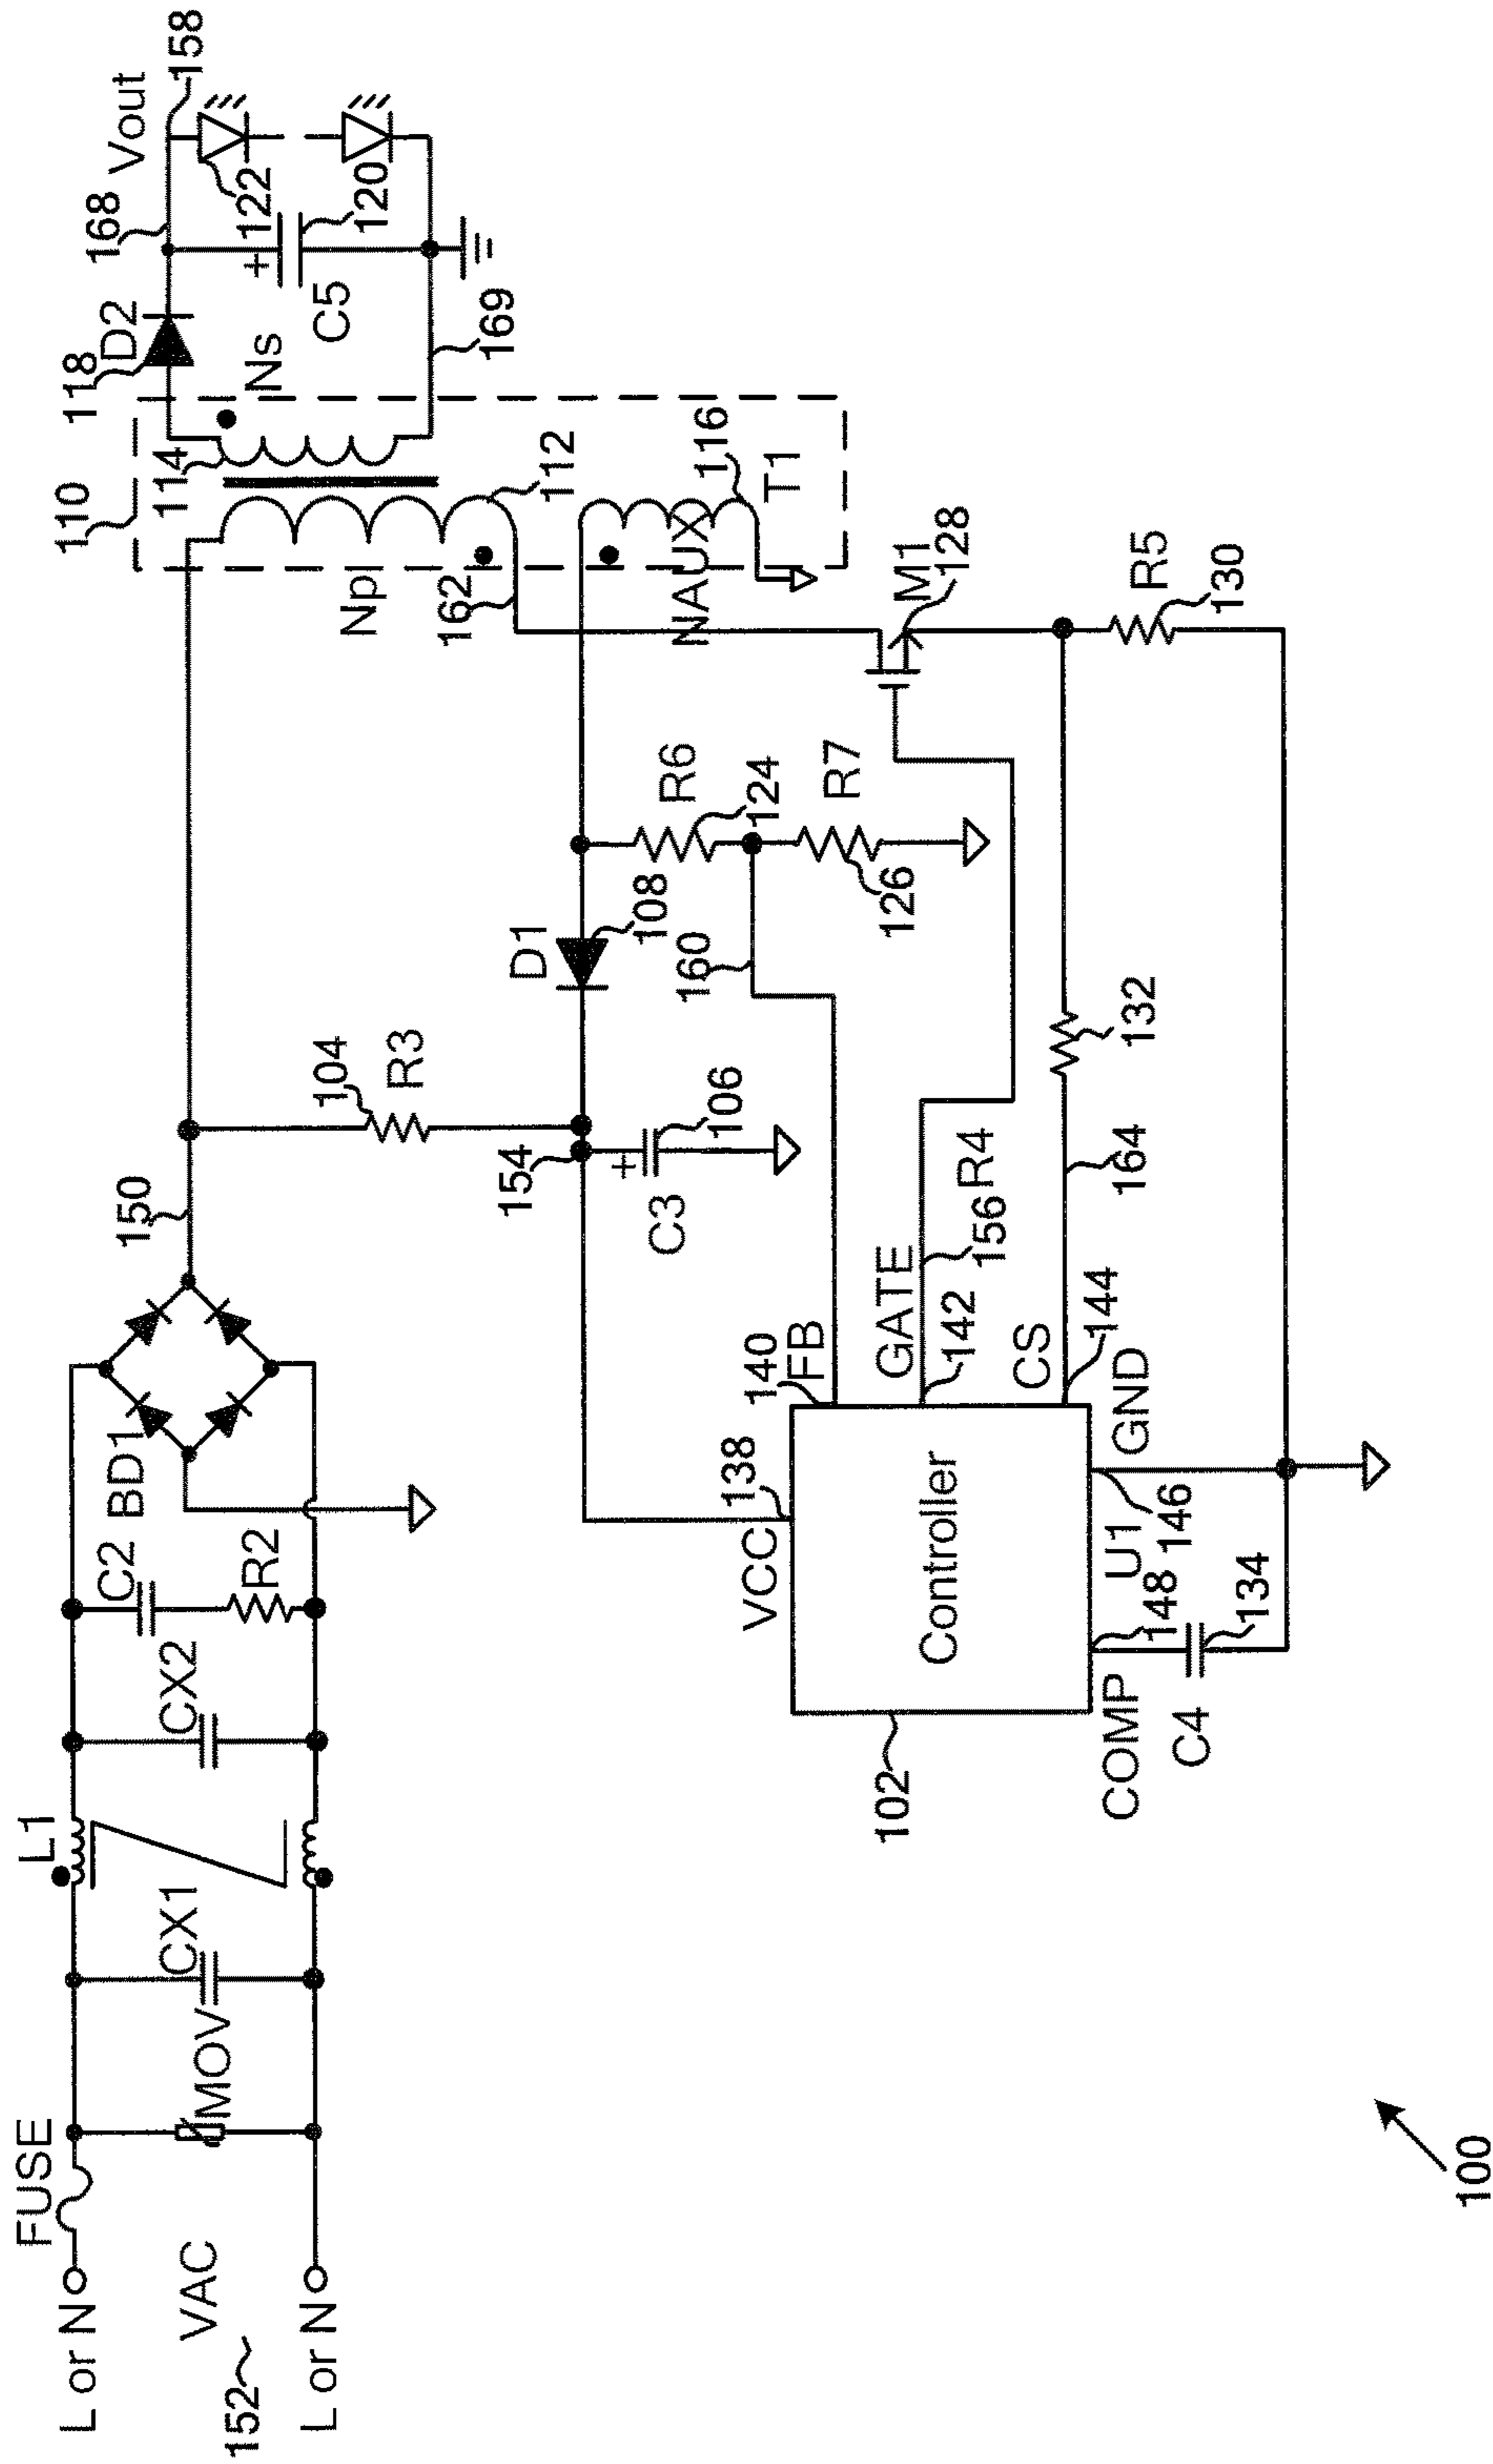 FUSE
L or N
VAC
152
L or N
MOV
CX1
L1
CX2
C2
R2
BD1
150
104
R3
154
C3
106
D1
108
R6
124
R7
126
160
110
114
Np
162
112
NAUX
116
T1
118
D2
Ns
168
Vout
158
122
120
C5
169
M1
128
R5
130
132
164
R4
156
GATE
142
140
FB
CS
144
GND
146
138
VCC
Controller
U1
148
134
COMP
C4
102
100